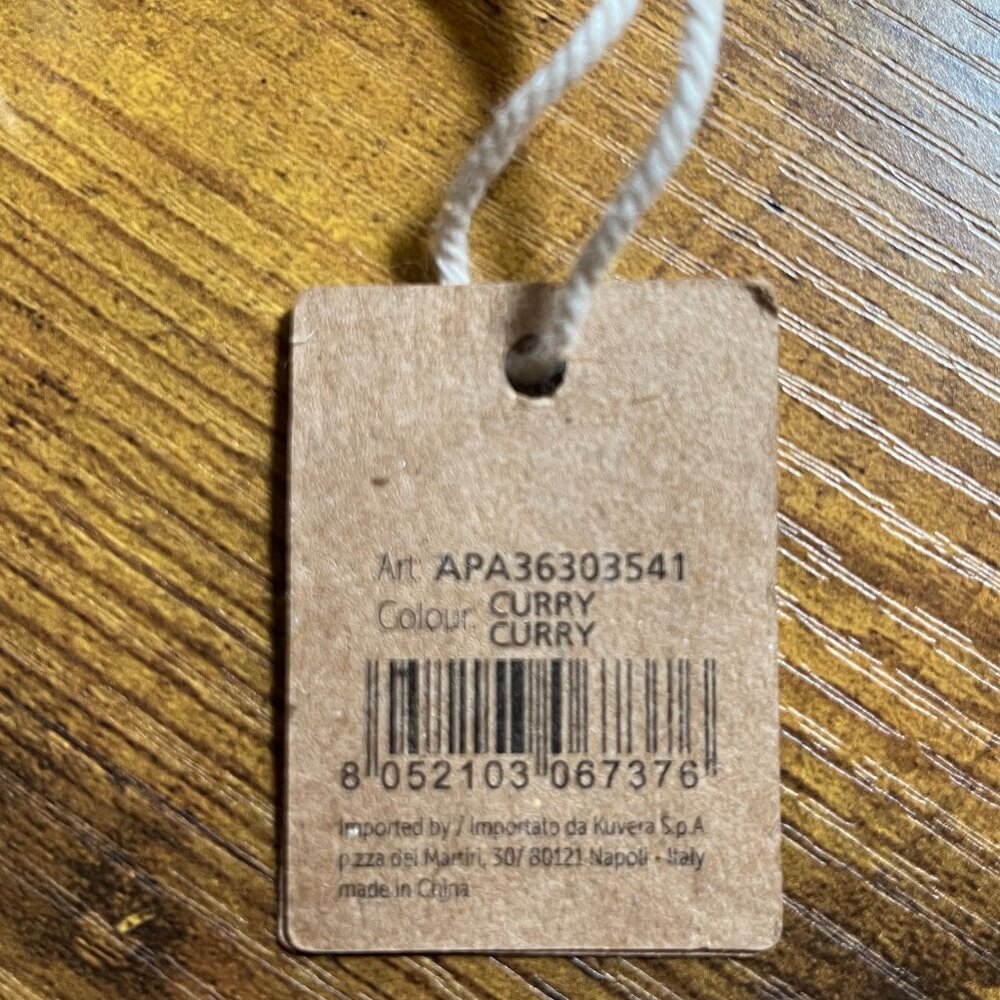 Art: APA36303541
Colour: CURRY
CURRY
8 052103 067376
Imported by / Importato da Kuvera S.p.A
p.zza dei Martiri, 30/ 80121 Napoli - Italy
made in China